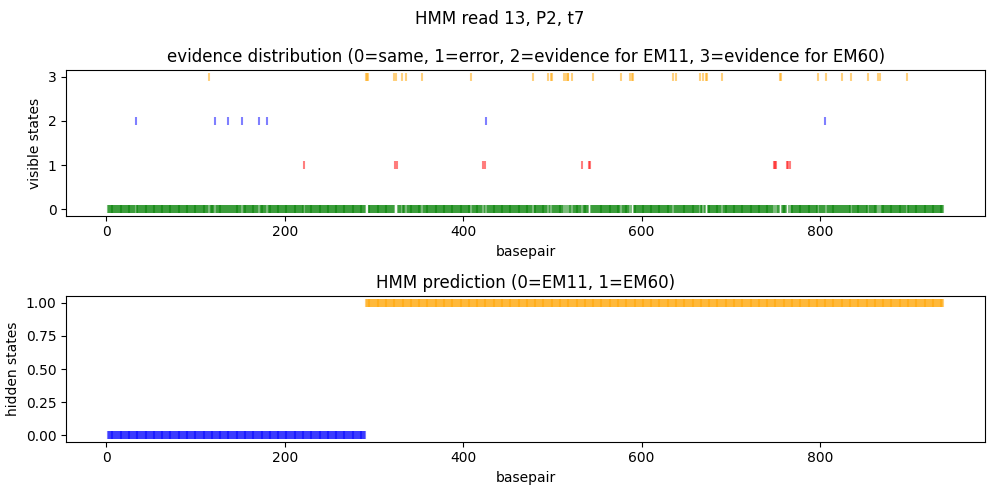 HMM read 13, P2, t7
evidence distribution (0=same, 1=error, 2=evidence for EM11, 3=evidence for EM60)
visible states
3
2
1
0
0 200 400 600 800
basepair
HMM prediction (0=EM11, 1=EM60)
hidden states
1.00
0.75
0.50
0.25
0.00
0 200 400 600 800
basepair